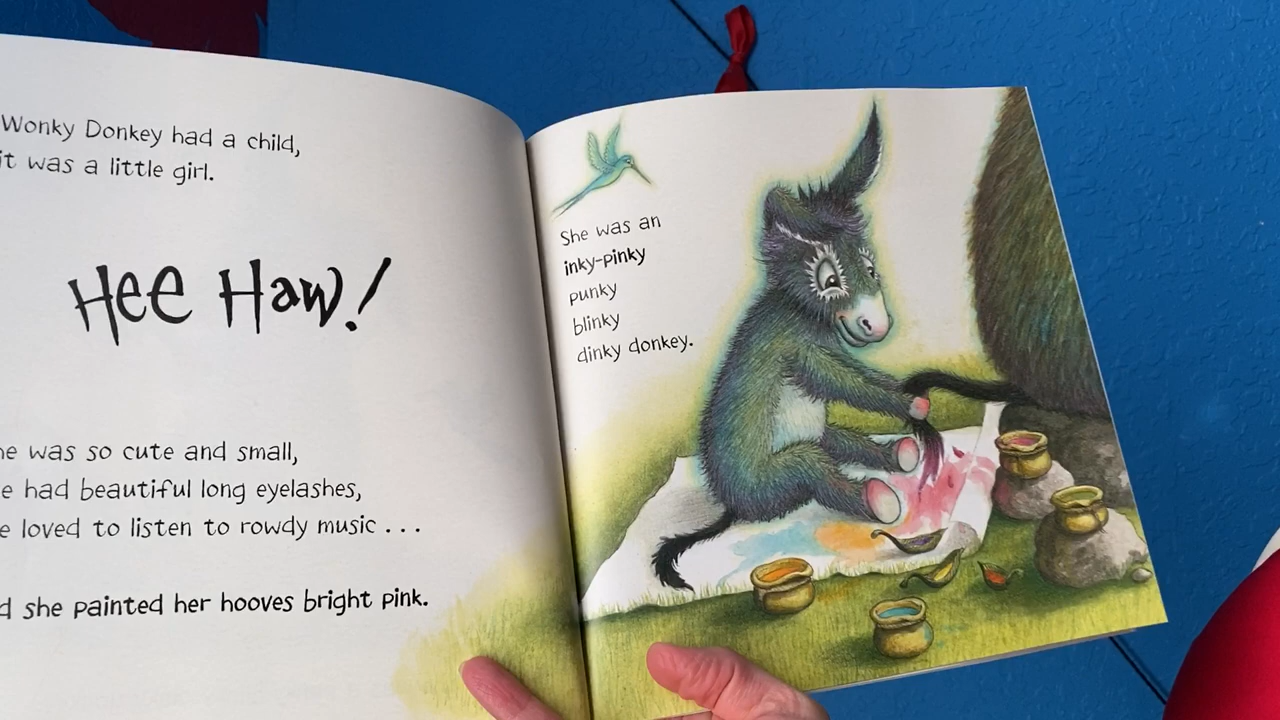 Wonky Donkey had a child,
it was a little girl.
Hee Haw!
was so cute and small,
had beautiful long eyelashes,
loved to listen to rowdy music . . .
she painted her hooves bright pink.
She was an
inky-pinky
punky
blinky
dinky donkey.